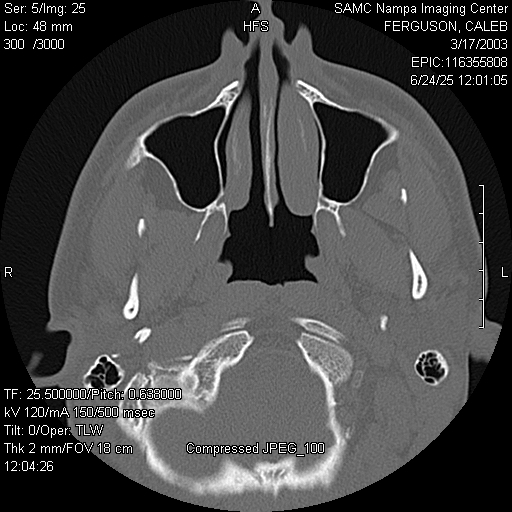 Ser: 5/Img: 25
Loc: 48 mm
300 /3000
A
HFS
SAMC Nampa Imaging Center
FERGUSON, CALEB
3/17/2003
EPIC:116355808
6/24/25 12:01:05
R
L
TF: 25.500000/Pitch: 0.638000
kV 120/mA 150/500 msec
Tilt: 0/Oper: TLW
Thk 2 mm/FOV 18 cm
12:04:26
Compressed JPEG_100